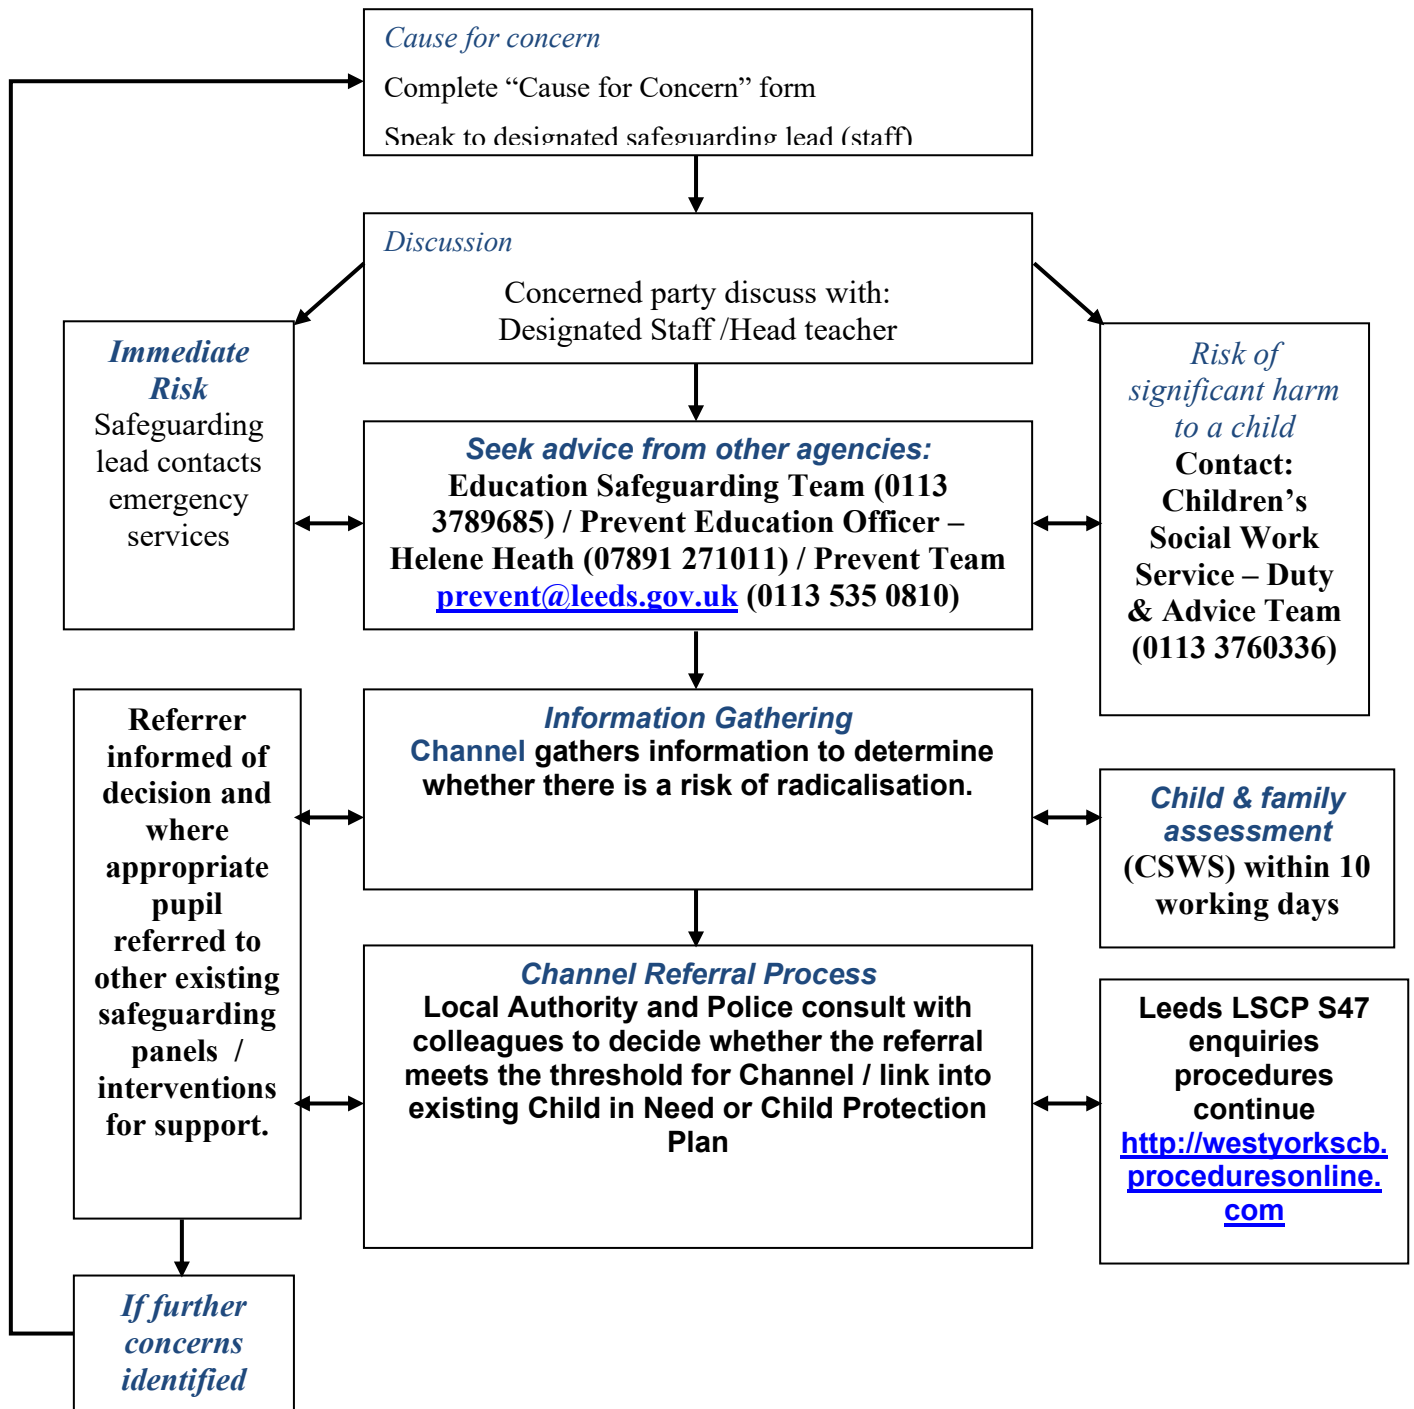 Cause for concern
Complete “Cause for Concern” form
Speak to designated safeguarding lead (staff)
Discussion
Concerned party discuss with:
Designated Staff /Head teacher
Immediate
Risk
Safeguarding
lead contacts
emergency
services
Seek advice from other agencies:
Education Safeguarding Team (0113
3789685) / Prevent Education Officer –
Helene Heath (07891 271011) / Prevent Team
prevent@leeds.gov.uk (0113 535 0810)
Risk of
significant harm
to a child
Contact:
Children’s
Social Work
Service – Duty
& Advice Team
(0113 3760336)
Referrer
informed of
decision and
where
appropriate
pupil
referred to
other existing
safeguarding
panels /
interventions
for support.
Information Gathering
Channel gathers information to determine
whether there is a risk of radicalisation.
Child & family
assessment
(CSWS) within 10
working days
Channel Referral Process
Local Authority and Police consult with
colleagues to decide whether the referral
meets the threshold for Channel / link into
existing Child in Need or Child Protection
Plan
Leeds LSCP S47
enquiries
procedures
continue
http://westyorkscb.
proceduresonline.
com
If further
concerns
identified